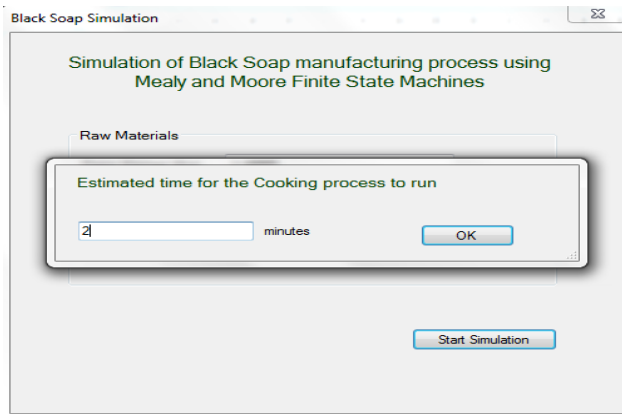 Black Soap Simulation
Simulation of Black Soap manufacturing process using
Mealy and Moore Finite State Machines
Raw Materials
Estimated time for the Cooking process to run
2 minutes OK
Start Simulation